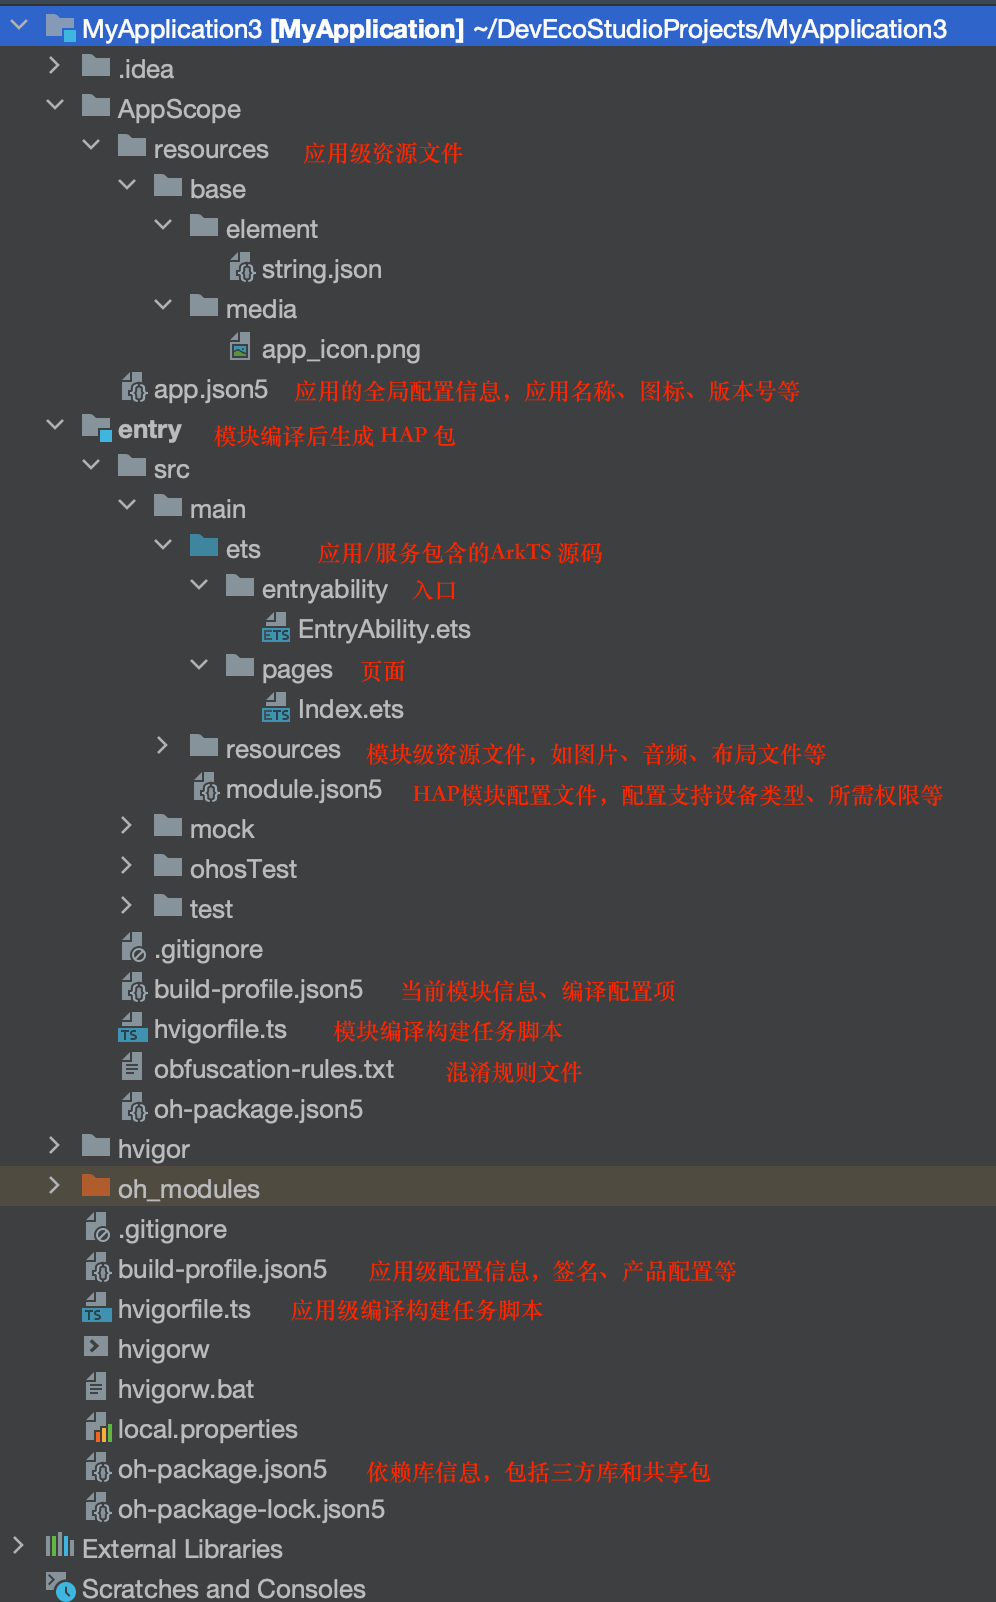 MyApplication3 [MyApplication] ~/DevEcoStudioProjects/MyApplication3
.idea
AppScope
resources 应用级资源文件
base
element
string.json
media
app_icon.png
app.json5 应用的全局配置信息，应用名称、图标、版本号等
entry 模块编译后生成 HAP 包
src
main
ets 应用/服务包含的ArkTS 源码
entryability 入口
EntryAbility.ets
pages 页面
Index.ets
resources 模块级资源文件，如图片、音频、布局文件等
module.json5 HAP模块配置文件，配置支持设备类型、所需权限等
mock
ohosTest
test
.gitignore
build-profile.json5 当前模块信息、编译配置项
hvigorfile.ts 模块编译构建任务脚本
obfuscation-rules.txt 混淆规则文件
oh-package.json5
hvigor
oh_modules
.gitignore
build-profile.json5 应用级配置信息，签名、产品配置等
hvigorfile.ts 应用级编译构建任务脚本
hvigorw
hvigorw.bat
local.properties
oh-package.json5 依赖库信息，包括三方库和共享包
oh-package-lock.json5
External Libraries
Scratches and Consoles